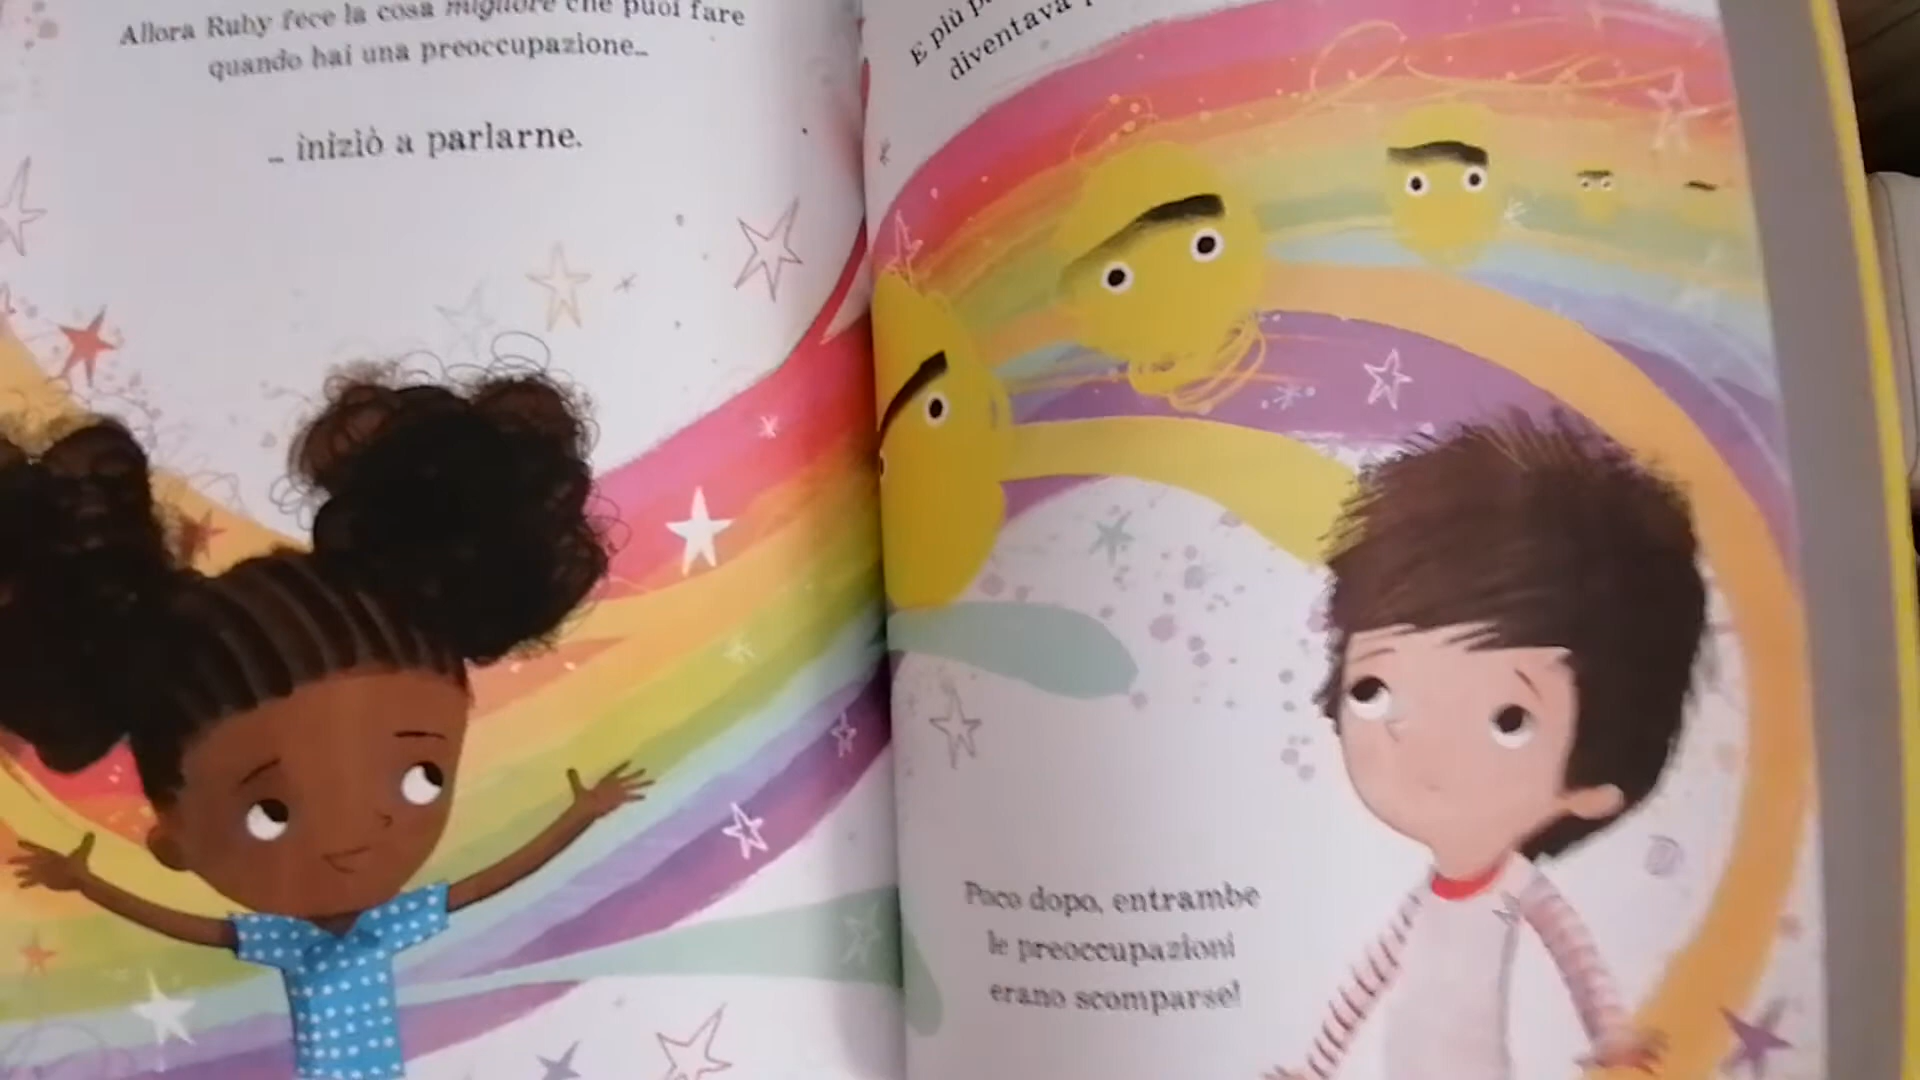 Allora Ruby fece la cosa migliore che puoi fare
quando hai una preoccupazione...
... iniziò a parlarne.
E più
diventava
Poco dopo, entrambe
le preoccupazioni
erano scomparse!